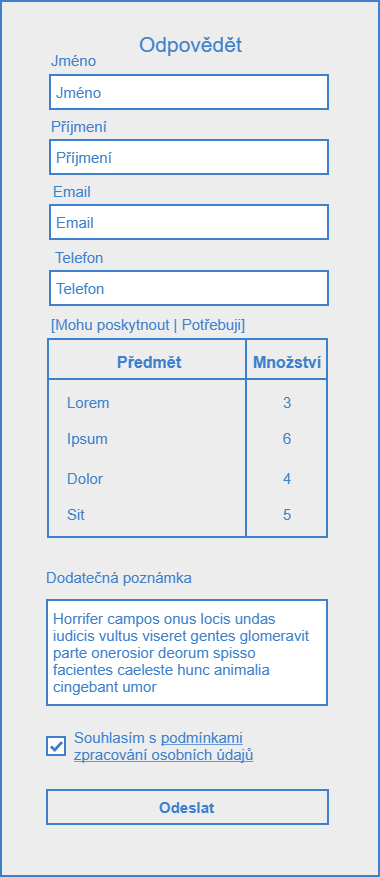 Odpovědět
Jméno
Jméno
Příjmení
Příjmení
Email
Email
Telefon
Telefon
[Mohu poskytnout | Potřebuji]
Předmět Množství
Lorem 3
Ipsum 6
Dolor 4
Sit 5
Dodatečná poznámka
Horrifer campos onus locis undas
iudicis vultus viseret gentes glomeravit
parte onerosior deorum spisso
facientes caeleste hunc animalia
cingebant umor
Souhlasím s podmínkami
zpracování osobních údajů
Odeslat